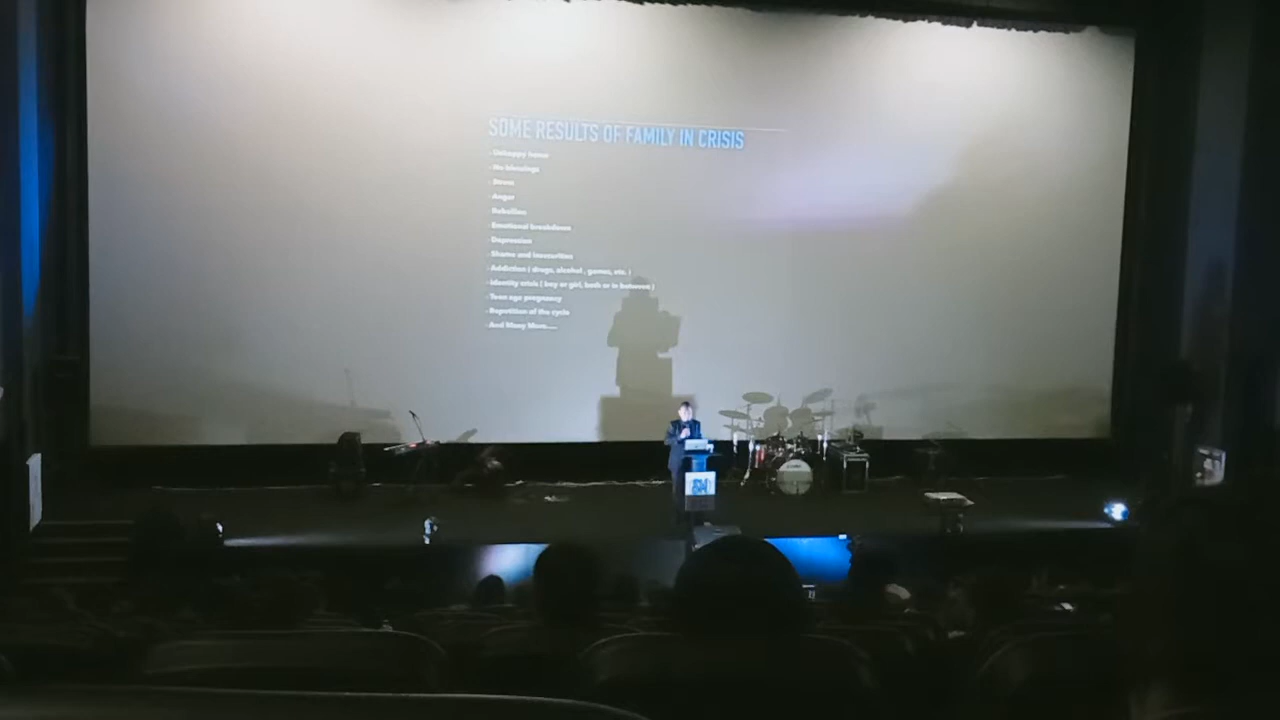 SOME RESULTS OF FAMILY IN CRISIS
- Unhappy home
- No blessings
- Stress
- Anger
- Rebellion
- Emotional breakdown
- Depression
- Shame and insecurities
- Addiction ( drugs, alcohol , games, etc. )
- Identity crisis ( boy or girl, both or in between )
- Teen age pregnancy
- Repetition of the cycle
- And Many More.....